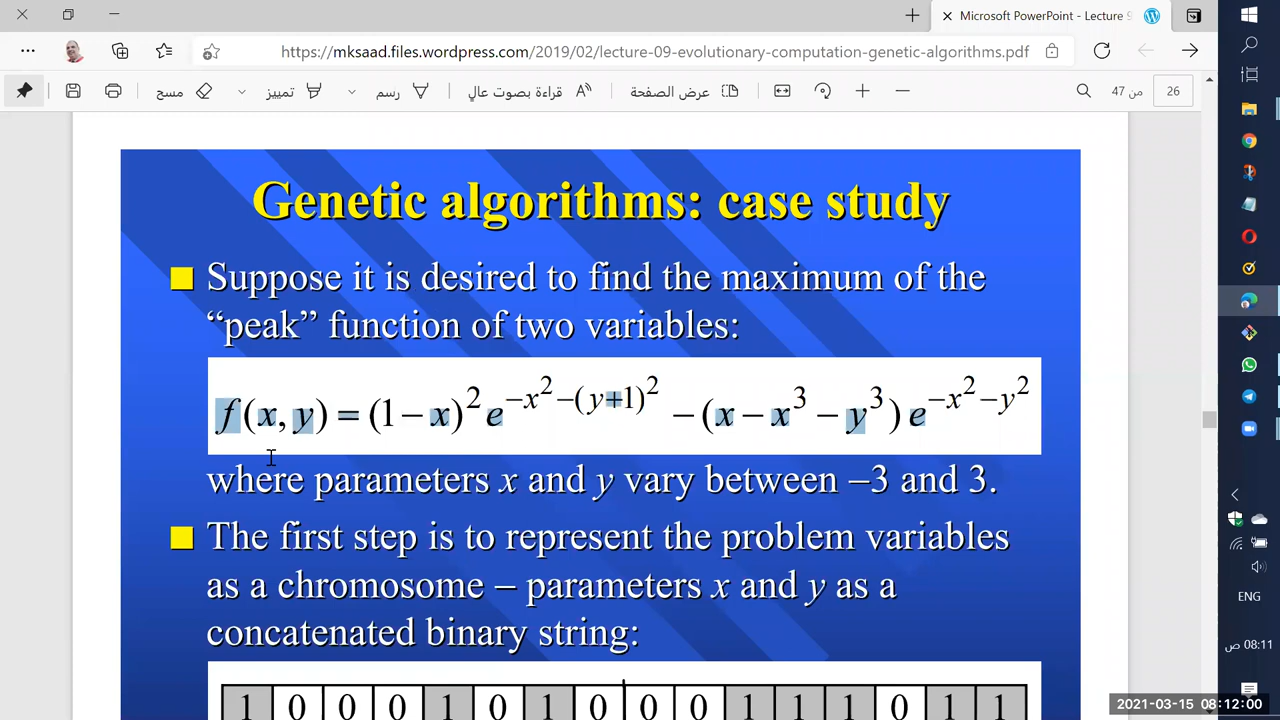 Microsoft PowerPoint - Lecture 9
https://mksaad.files.wordpress.com/2019/02/lecture-09-evolutionary-computation-genetic-algorithms.pdf
مسح
تمييز
رسم
قراءة بصوت عالٍ
عرض الصفحة
من 47
26
Genetic algorithms: case study
Suppose it is desired to find the maximum of the
“peak” function of two variables:
f(x, y) = (1 − x)² e^{−x² −(y+1)²} − (x − x³ − y³) e^{−x² −y²}
where parameters x and y vary between −3 and 3.
The first step is to represent the problem variables
as a chromosome – parameters x and y as a
concatenated binary string:
1 0 0 0 1 0 1 0 0 0 1 1 1 0 1 1
ENG
08:11 ص
2021-03-15 08:12:00